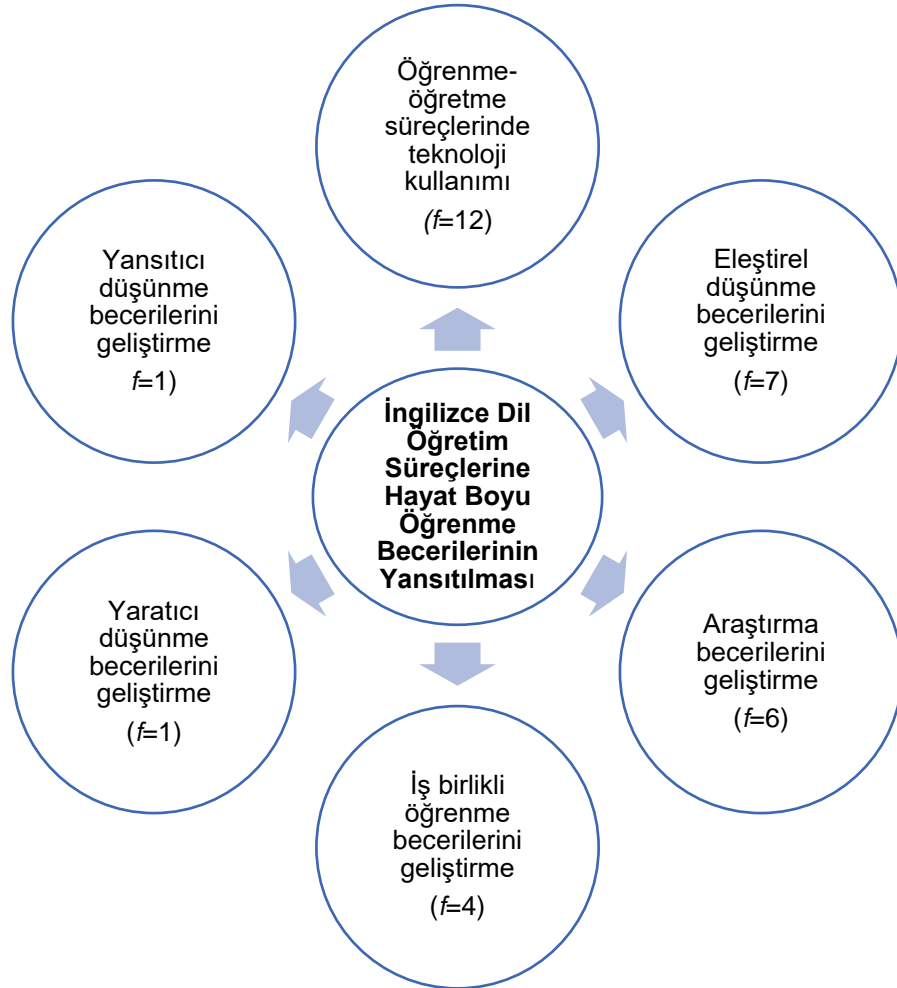 Öğrenme-
öğretme
süreçlerinde
teknoloji
kullanımı
(f=12)
Eleştirel
düşünme
becerilerini
geliştirme
(f=7)
Araştırma
becerilerini
geliştirme
(f=6)
İş birlikli
öğrenme
becerilerini
geliştirme
(f=4)
Yaratıcı
düşünme
becerilerini
geliştirme
(f=1)
Yansıtıcı
düşünme
becerilerini
geliştirme
f=1)
İngilizce Dil
Öğretim
Süreçlerine
Hayat Boyu
Öğrenme
Becerilerinin
Yansıtılması